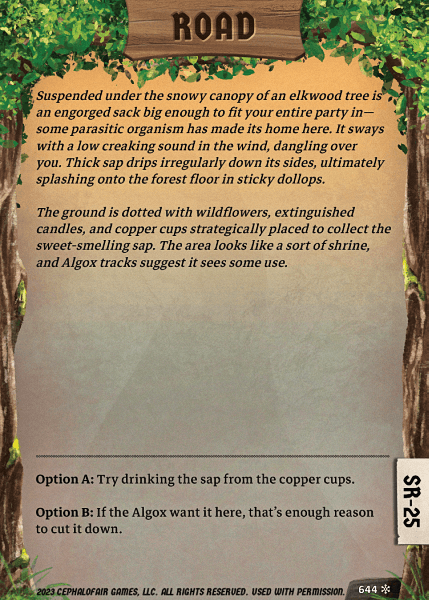 ROAD
Suspended under the snowy canopy of an elkwood tree is
an engorged sack big enough to fit your entire party in—
some parasitic organism has made its home here. It sways
with a low creaking sound in the wind, dangling over
you. Thick sap drips irregularly down its sides, ultimately
splashing onto the forest floor in sticky dollops.
The ground is dotted with wildflowers, extinguished
candles, and copper cups strategically placed to collect the
sweet-smelling sap. The area looks like a sort of shrine,
and Algox tracks suggest it sees some use.
Option A: Try drinking the sap from the copper cups.
Option B: If the Algox want it here, that's enough reason
to cut it down.
SR-25
2023 CEPHALOFAIR GAMES, LLC. ALL RIGHTS RESERVED. USED WITH PERMISSION.
644